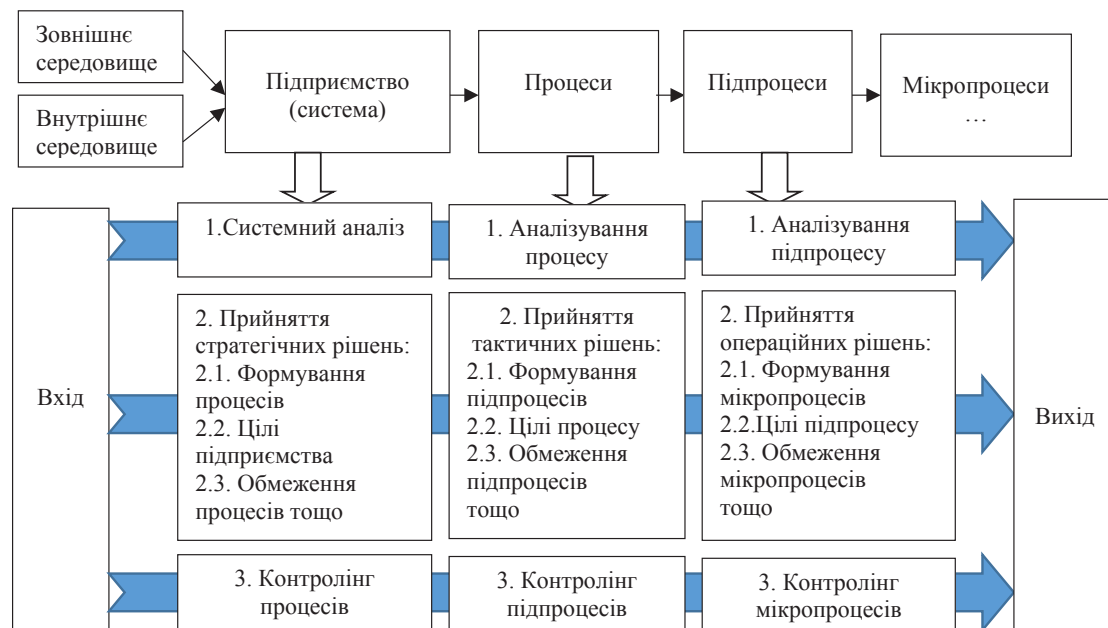 Зовнішнє
середовище
Внутрішнє
середовище
Підприємство
(система)
Процеси
Підпроцеси
Мікропроцеси
…
Вхід
1.Системний аналіз
1. Аналізування
процесу
1. Аналізування
підпроцесу
2. Прийняття
стратегічних рішень:
2.1. Формування
процесів
2.2. Цілі
підприємства
2.3. Обмеження
процесів тощо
2. Прийняття
тактичних рішень:
2.1. Формування
підпроцесів
2.2. Цілі процесу
2.3. Обмеження
підпроцесів
тощо
2. Прийняття
операційних рішень:
2.1. Формування
мікропроцесів
2.2.Цілі підпроцесу
2.3. Обмеження
мікропроцесів
тощо
3. Контролінг
процесів
3. Контролінг
підпроцесів
3. Контролінг
мікропроцесів
Вихід